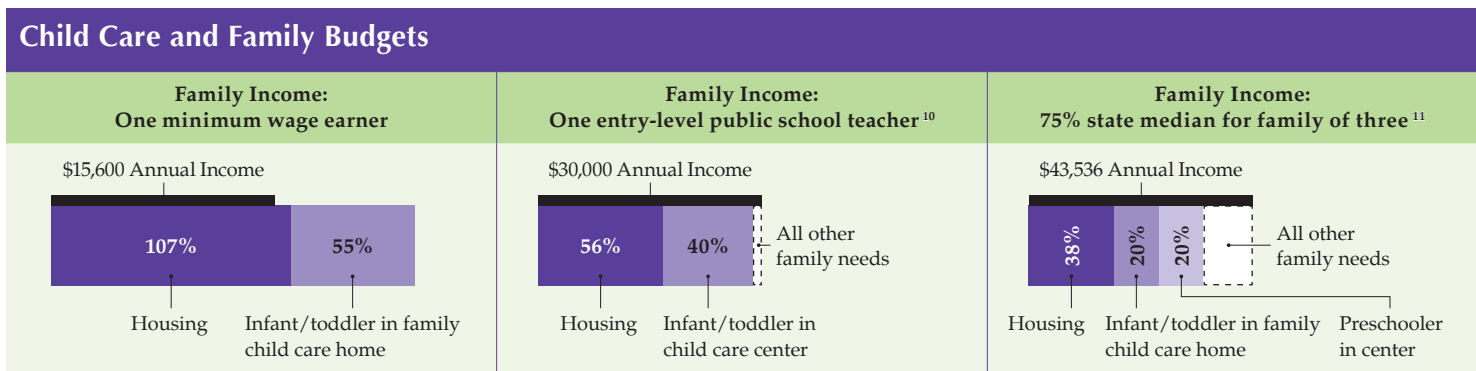 Child Care and Family Budgets
Family Income:
One minimum wage earner
$15,600 Annual Income
107%
55%
Housing
Infant/toddler in family
child care home
Family Income:
One entry-level public school teacher 10
$30,000 Annual Income
56%
40%
All other
family needs
Housing
Infant/toddler in
child care center
Family Income:
75% state median for family of three 11
$43,536 Annual Income
38%
20%
20%
All other
family needs
Housing
Infant/toddler in family
child care home
Preschooler
in center